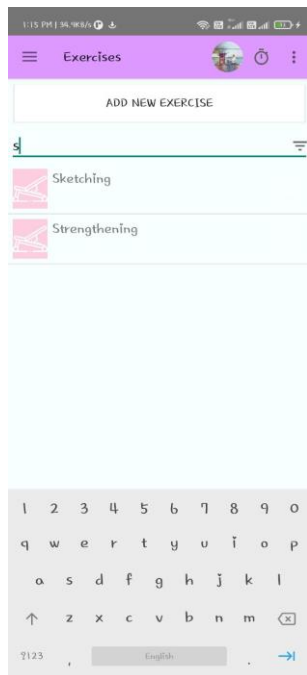 1:15 PM | 34.9KB/s
Exercises
ADD NEW EXERCISE
s
Sketching
Strengthening
1 2 3 4 5 6 7 8 9 0
q w e r t y u i o p
a s d f g h j k l
z x c v b n m
?123 , English .